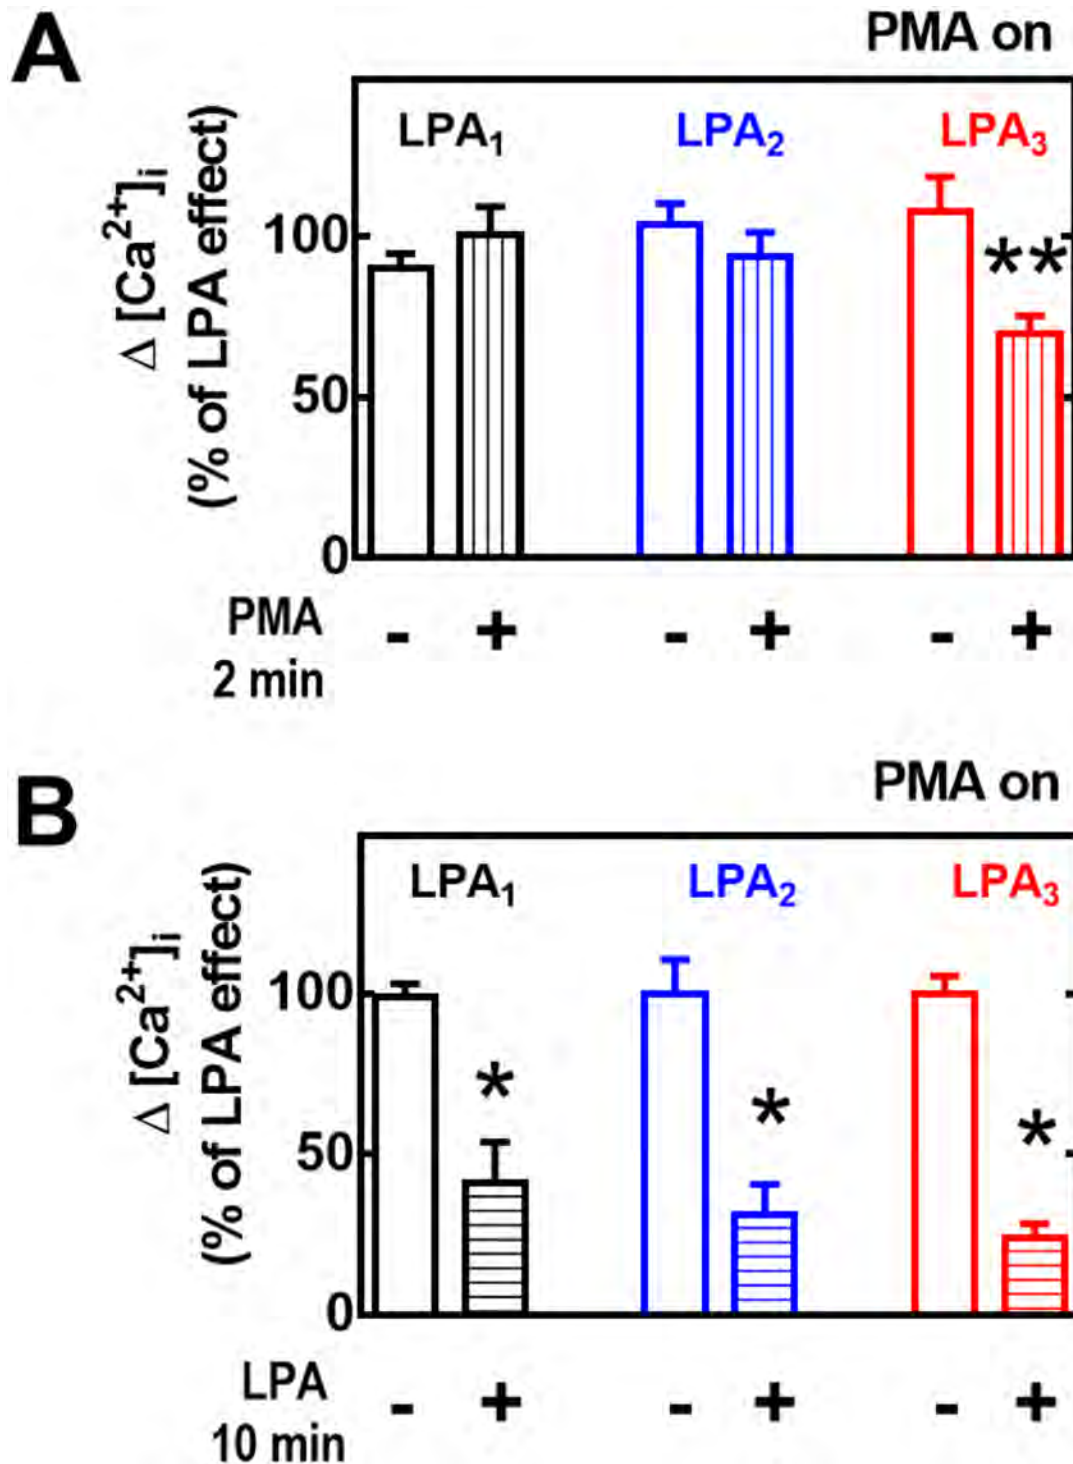 A
PMA on
LPA₁ LPA₂ LPA₃
Δ [Ca²⁺]ᵢ
(% of LPA effect)
100
**
50
0
PMA - + - + - +
2 min
B
PMA on
LPA₁ LPA₂ LPA₃
Δ [Ca²⁺]ᵢ
(% of LPA effect)
100
* * *
50
0
LPA - + - + - +
10 min